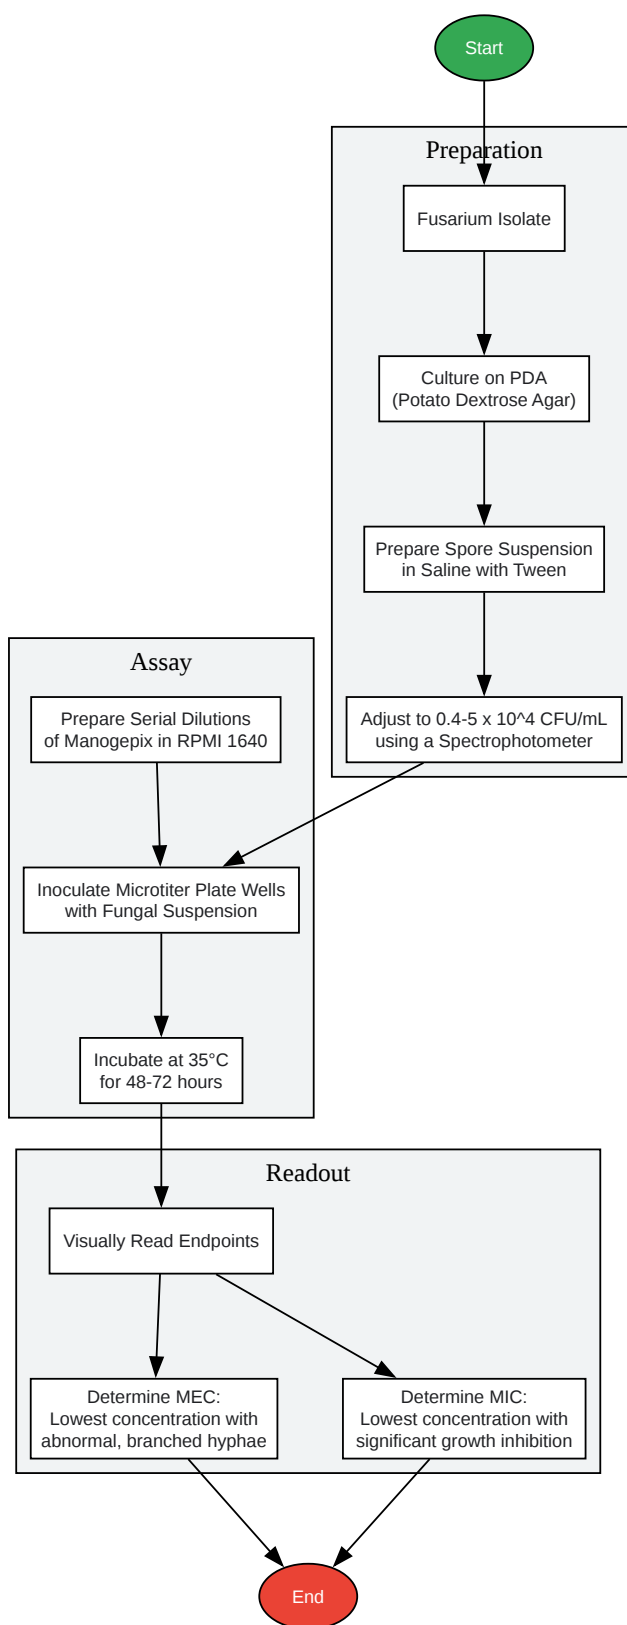 Start
Preparation
Fusarium Isolate
Culture on PDA
(Potato Dextrose Agar)
Prepare Spore Suspension
in Saline with Tween
Adjust to 0.4-5 x 10^4 CFU/mL
using a Spectrophotometer
Assay
Prepare Serial Dilutions
of Manogepix in RPMI 1640
Inoculate Microtiter Plate Wells
with Fungal Suspension
Incubate at 35°C
for 48-72 hours
Readout
Visually Read Endpoints
Determine MEC:
Lowest concentration with
abnormal, branched hyphae
Determine MIC:
Lowest concentration with
significant growth inhibition
End